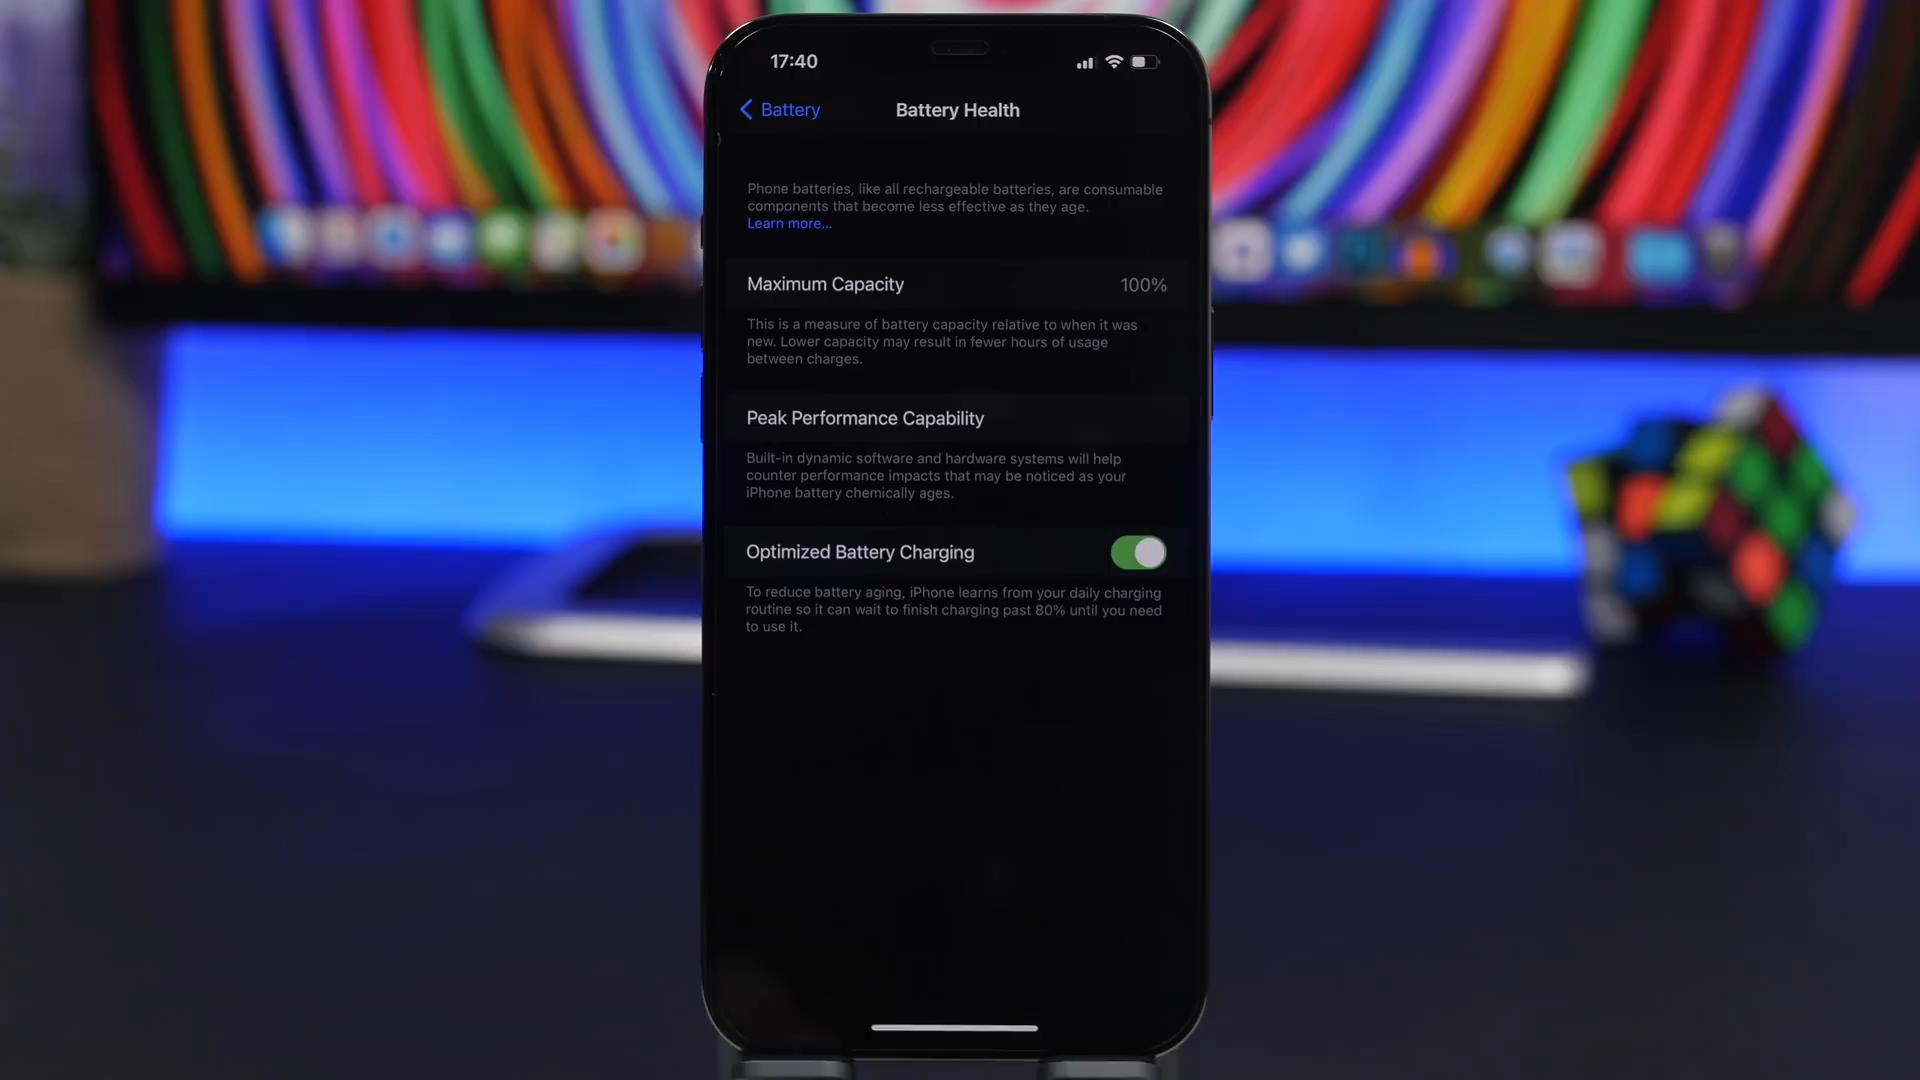 17:40
Battery
Battery Health
Phone batteries, like all rechargeable batteries, are consumable
components that become less effective as they age.
Learn more...
Maximum Capacity 100%
This is a measure of battery capacity relative to when it was
new. Lower capacity may result in fewer hours of usage
between charges.
Peak Performance Capability
Built-in dynamic software and hardware systems will help
counter performance impacts that may be noticed as your
iPhone battery chemically ages.
Optimized Battery Charging
To reduce battery aging, iPhone learns from your daily charging
routine so it can wait to finish charging past 80% until you need
to use it.